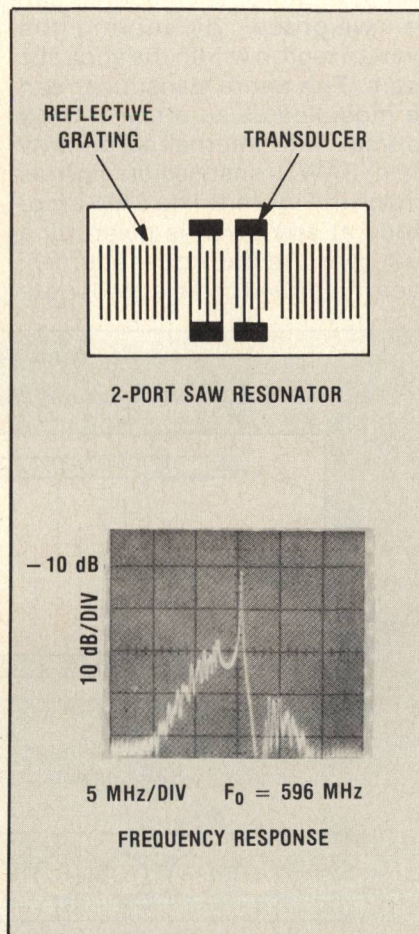 REFLECTIVE
GRATING
TRANSDUCER
2-PORT SAW RESONATOR
– 10 dB
10 dB/DIV
5 MHz/DIV F₀ = 596 MHz
FREQUENCY RESPONSE